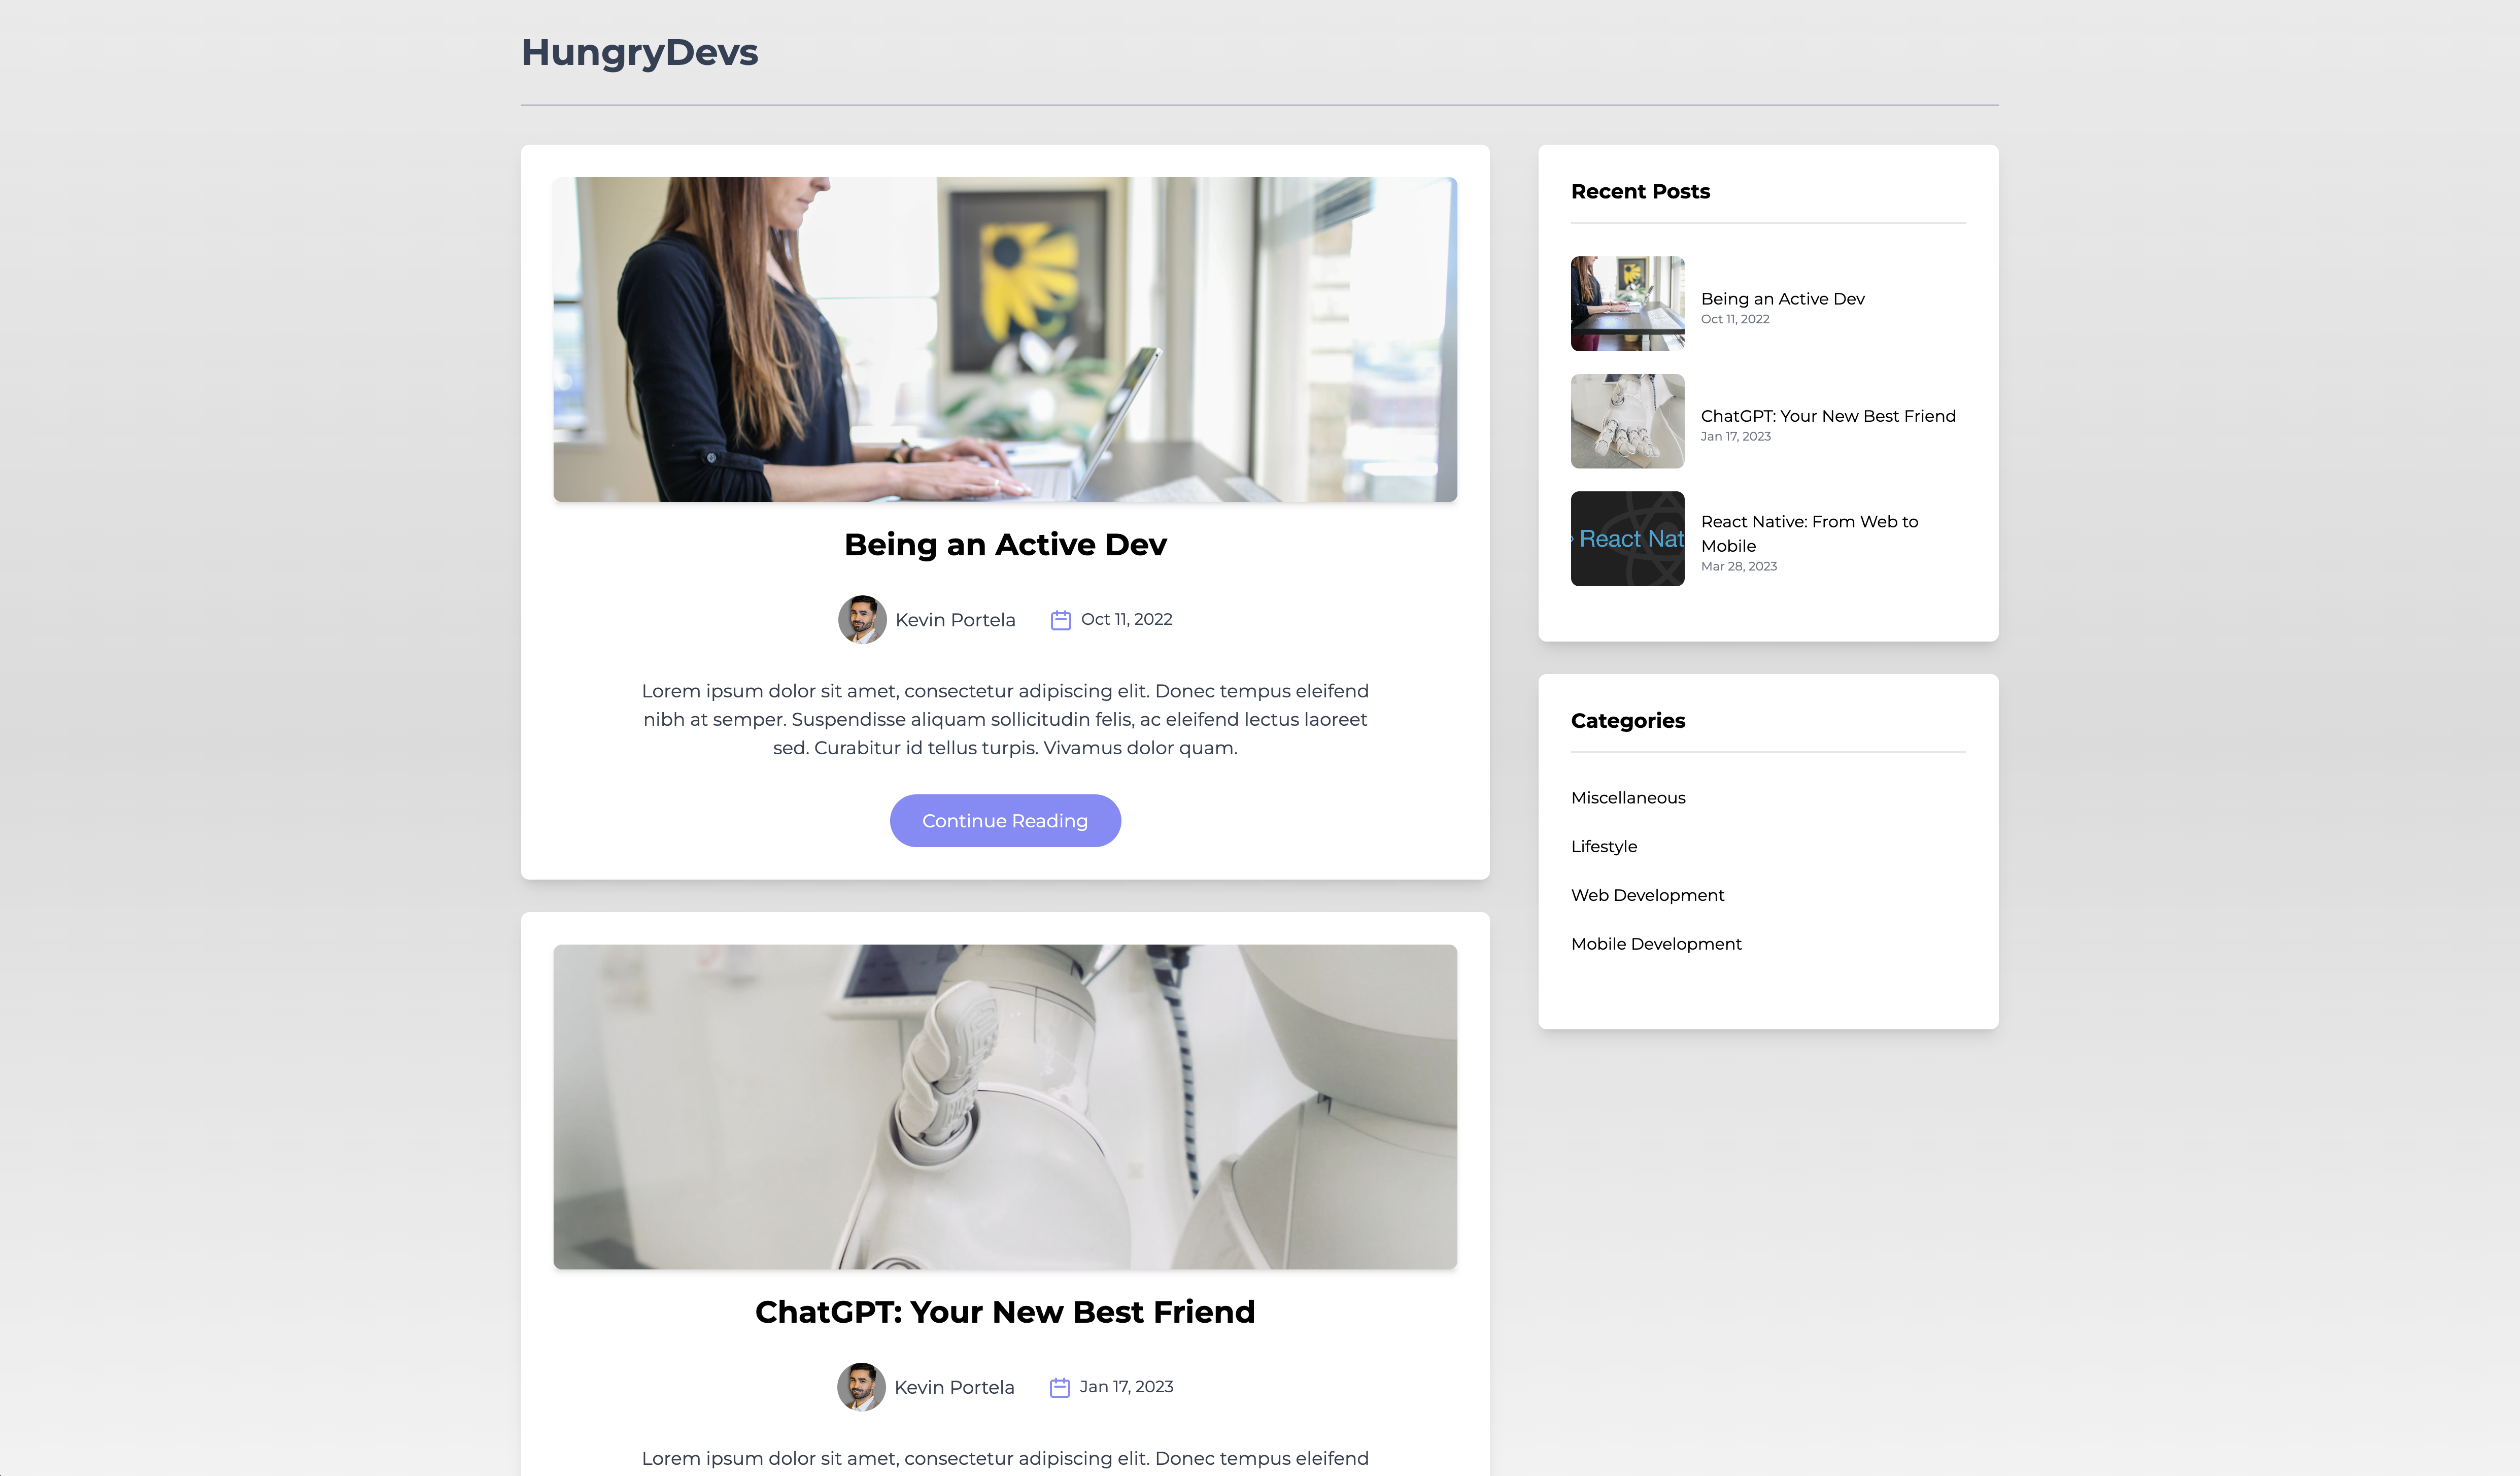 HungryDevs
Being an Active Dev
Kevin Portela
Oct 11, 2022
Lorem ipsum dolor sit amet, consectetur adipiscing elit. Donec tempus eleifend
nibh at semper. Suspendisse aliquam sollicitudin felis, ac eleifend lectus laoreet
sed. Curabitur id tellus turpis. Vivamus dolor quam.
Continue Reading
ChatGPT: Your New Best Friend
Kevin Portela
Jan 17, 2023
Lorem ipsum dolor sit amet, consectetur adipiscing elit. Donec tempus eleifend
Recent Posts
Being an Active Dev
Oct 11, 2022
ChatGPT: Your New Best Friend
Jan 17, 2023
React Nat
React Native: From Web to
Mobile
Mar 28, 2023
Categories
Miscellaneous
Lifestyle
Web Development
Mobile Development